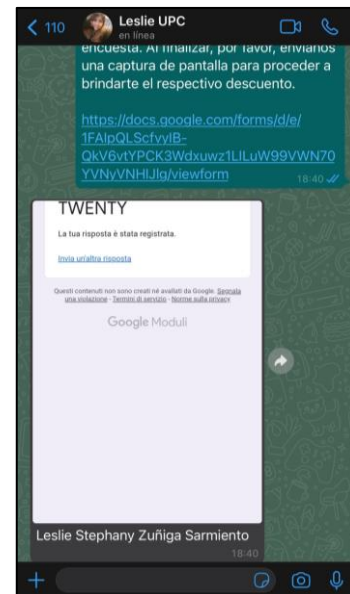 110
Leslie UPC
en línea
encuesta. Al finalizar, por favor, envíanos
una captura de pantalla para proceder a
brindarte el respectivo descuento.
https://docs.google.com/forms/d/e/
1FAIpQLScfvyIB-
QkV6vtYPCK3Wdxuwz1LILuW99VWN70
YVNyVNHIJlg/viewform
18:40
TWENTY
La tua risposta è stata registrata.
Invia un'altra risposta
Questi contenuti non sono creati né avallati da Google. Segnala
una violazione - Termini di servizio - Norme sulla privacy
Google Moduli
Leslie Stephany Zuñiga Sarmiento
18:40